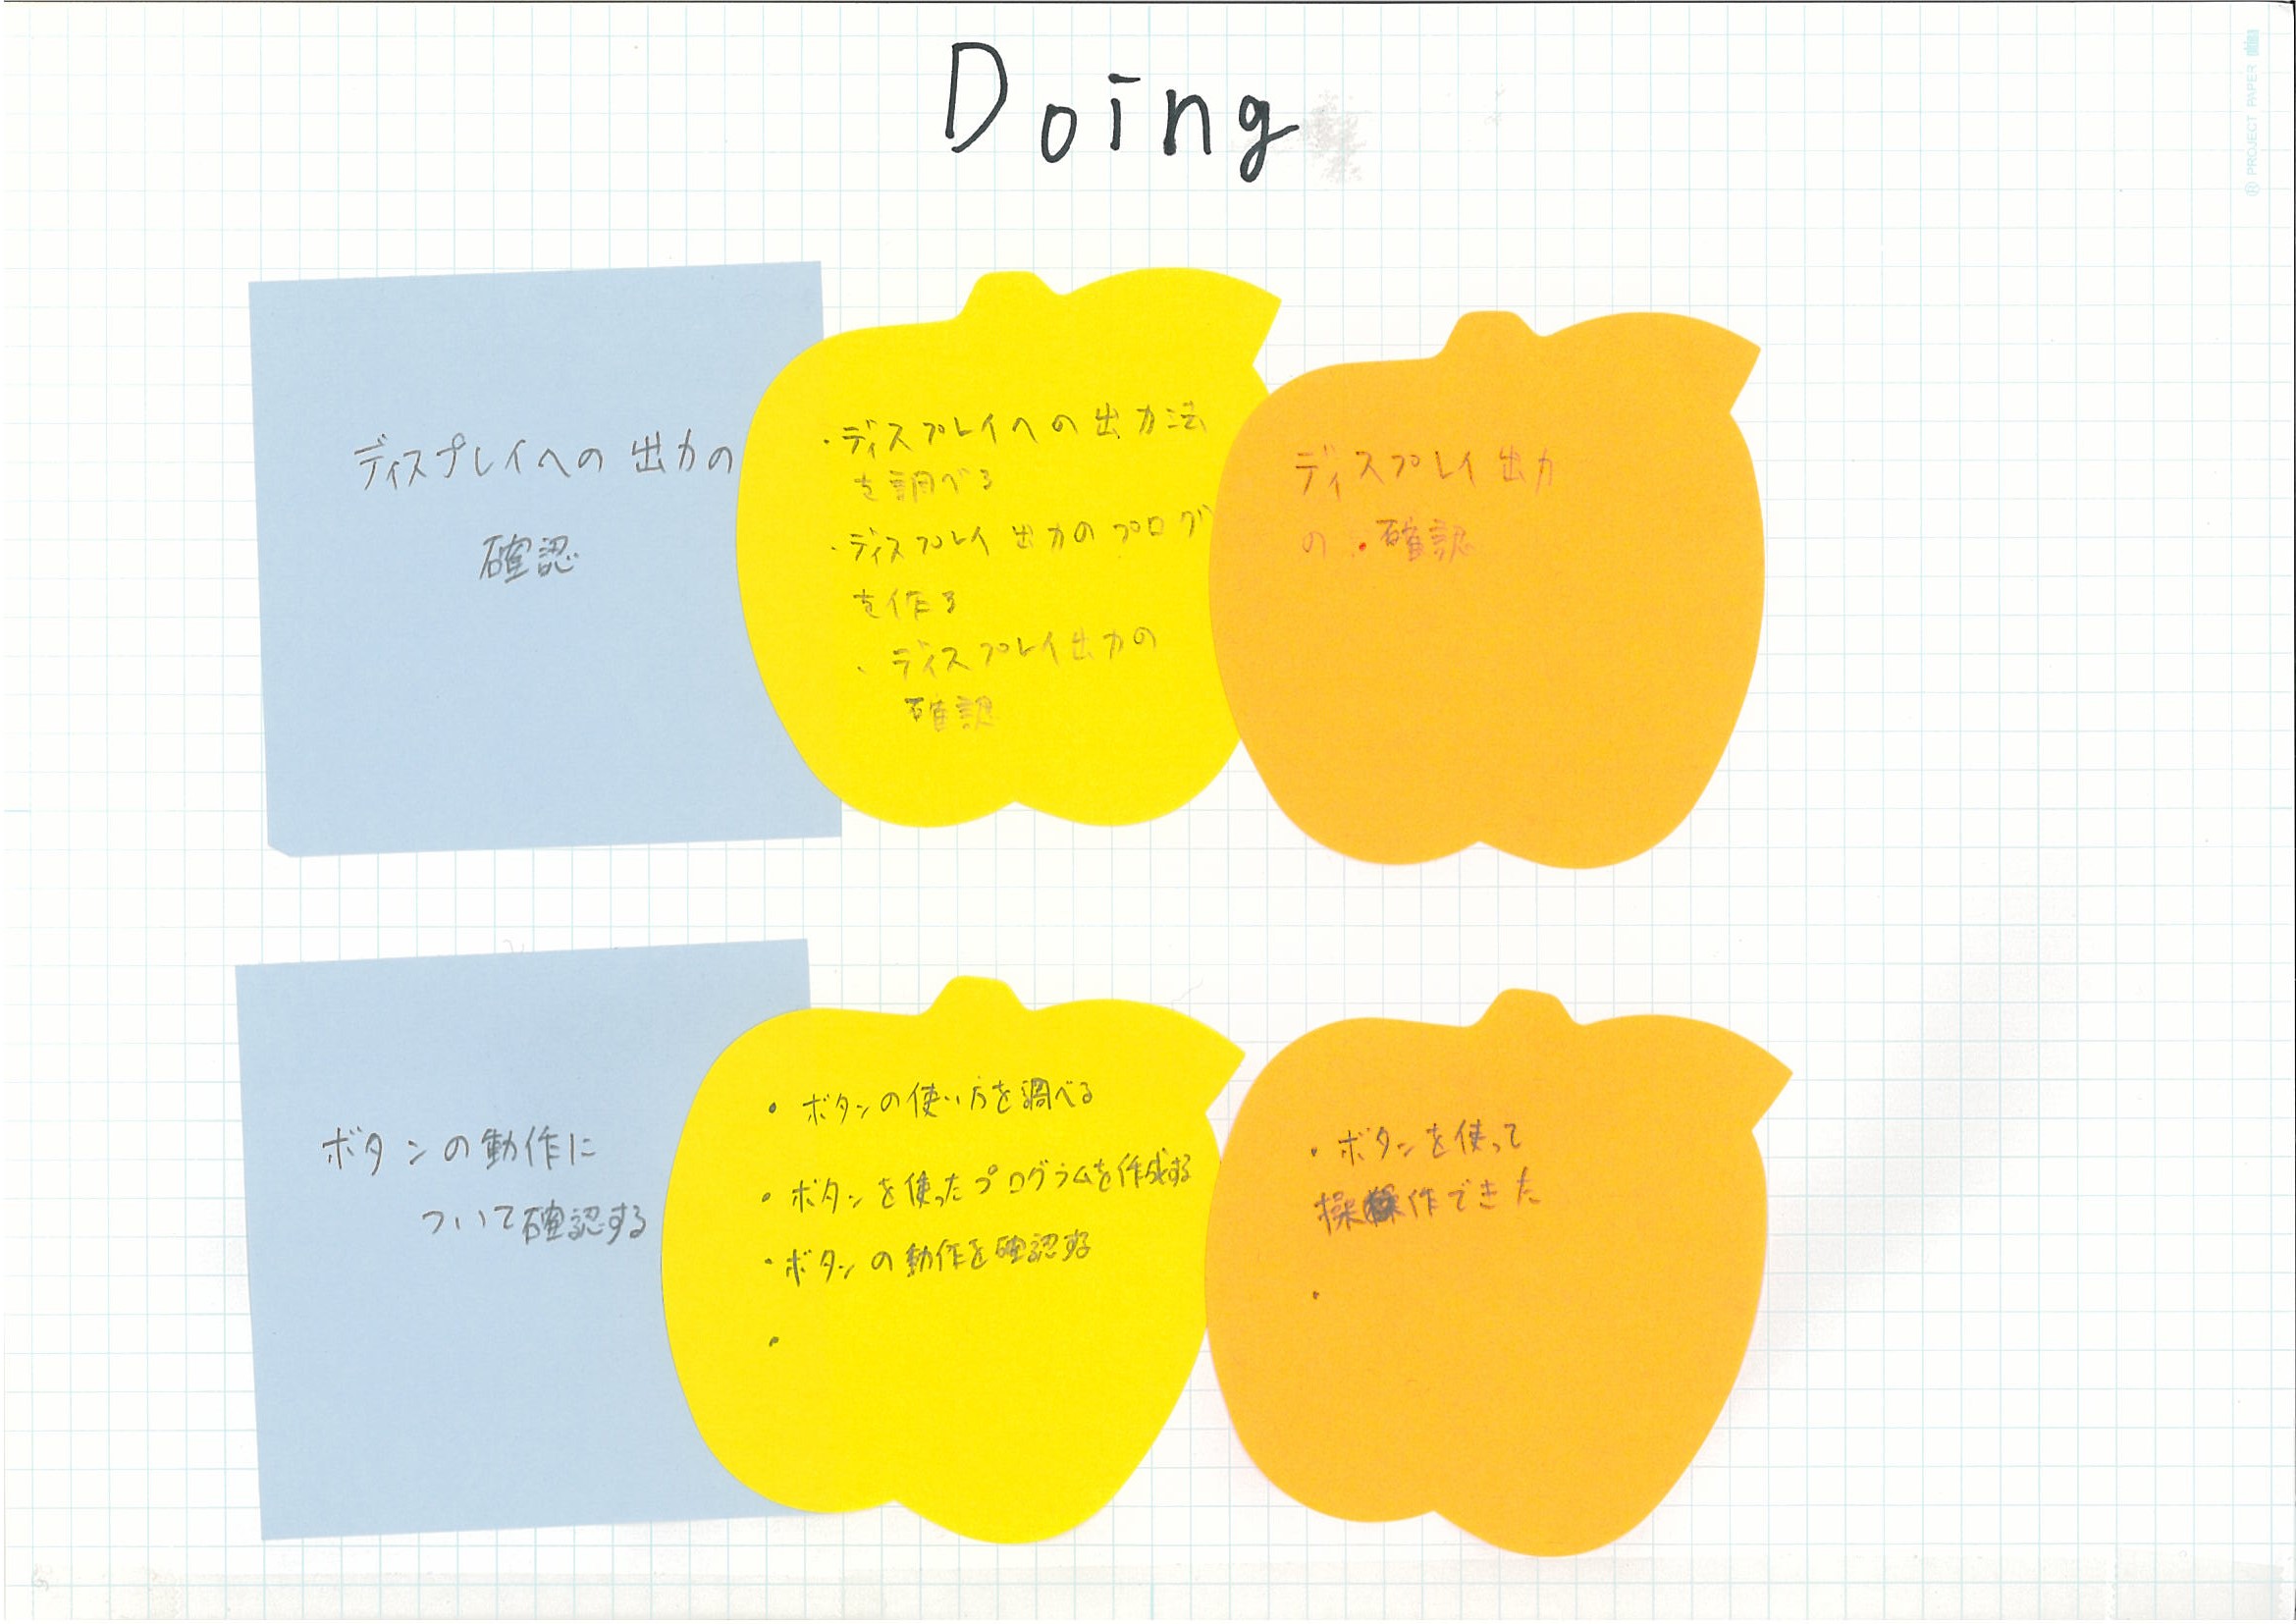 Doing
® PROJECT PAPER
ディスプレイへの 出力の
確認
・ディスプレイへの出力法
を調べる
・ディスプレイ出力のプログ
を作る
、ディスプレイ出力の
確認
ディスプレイ出力
の・確認
ボタンの動作に
ついて確認する
・ボタンの使い方を調べる
・ボタンを使ったプログラムを作成する
・ボタンの動作を確認する
・
・ボタンを使って
操作できた
・